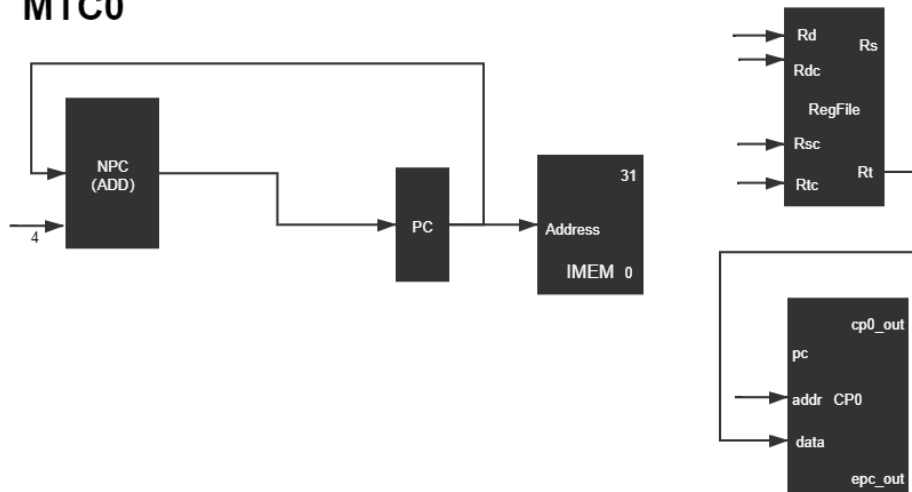 MTC0
NPC
(ADD)
4
PC
31
Address
IMEM 0
Rd
Rs
Rdc
RegFile
Rsc
Rt
Rtc
cp0_out
pc
addr CP0
data
epc_out